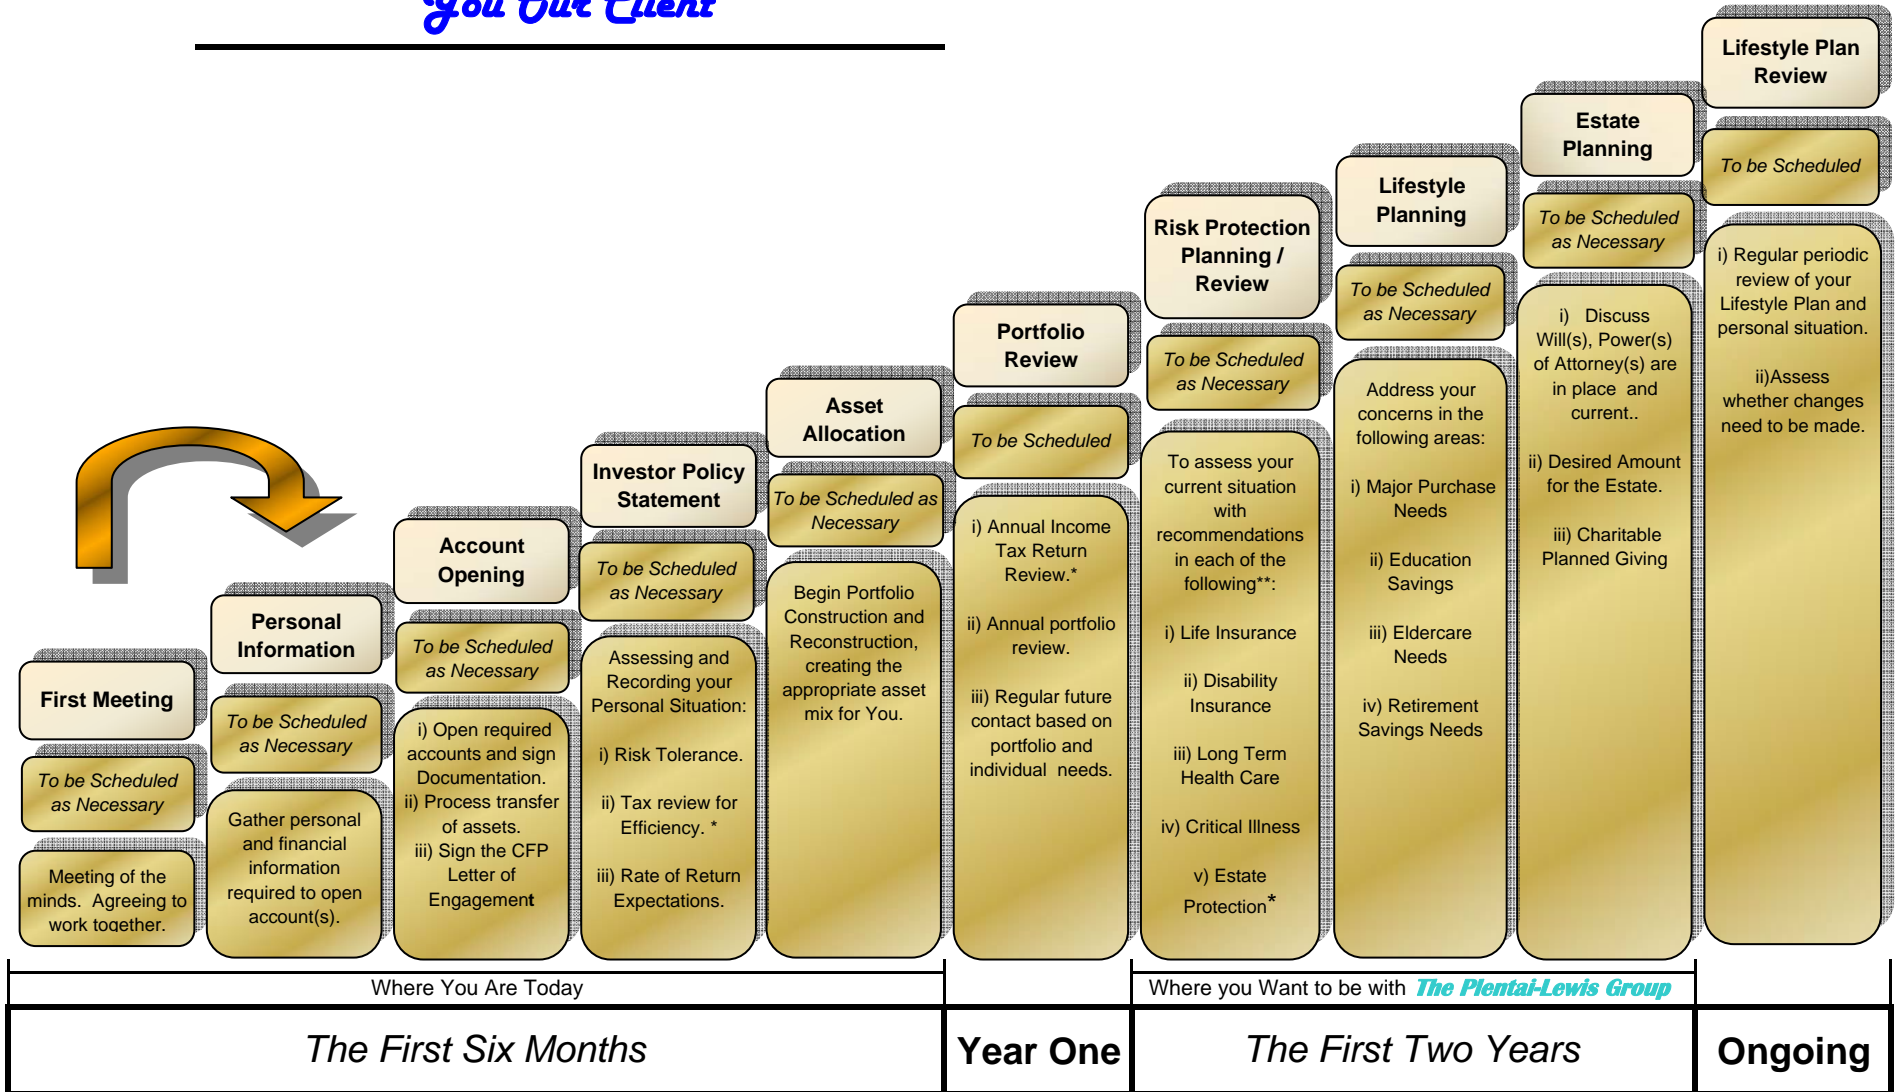 You Our Client
First Meeting
To be Scheduled
as Necessary
Meeting of the
minds. Agreeing to
work together.
Personal
Information
To be Scheduled
as Necessary
Gather personal
and financial
information
required to open
account(s).
Account
Opening
To be Scheduled
as Necessary
i) Open required
accounts and sign
Documentation.
ii) Process transfer
of assets.
iii) Sign the CFP
Letter of
Engagement
Investor Policy
Statement
To be Scheduled
as Necessary
Assessing and
Recording your
Personal Situation:
i) Risk Tolerance.
ii) Tax review for
Efficiency. *
iii) Rate of Return
Expectations.
Asset
Allocation
To be Scheduled as
Necessary
Begin Portfolio
Construction and
Reconstruction,
creating the
appropriate asset
mix for You.
Portfolio
Review
To be Scheduled
i) Annual Income
Tax Return
Review.*
ii) Annual portfolio
review.
iii) Regular future
contact based on
portfolio and
individual needs.
Risk Protection
Planning /
Review
To be Scheduled
as Necessary
To assess your
current situation
with
recommendations
in each of the
following**:
i) Life Insurance
ii) Disability
Insurance
iii) Long Term
Health Care
iv) Critical Illness
v) Estate
Protection*
Lifestyle
Planning
To be Scheduled
as Necessary
Address your
concerns in the
following areas:
i) Major Purchase
Needs
ii) Education
Savings
iii) Eldercare
Needs
iv) Retirement
Savings Needs
Estate
Planning
To be Scheduled
as Necessary
i) Discuss
Will(s), Power(s)
of Attorney(s) are
in place and
current..
ii) Desired Amount
for the Estate.
iii) Charitable
Planned Giving
Lifestyle Plan
Review
To be Scheduled
i) Regular periodic
review of your
Lifestyle Plan and
personal situation.
ii)Assess
whether changes
need to be made.
Where You Are Today
Where you Want to be with The Plentai-Lewis Group
The First Six Months
Year One
The First Two Years
Ongoing